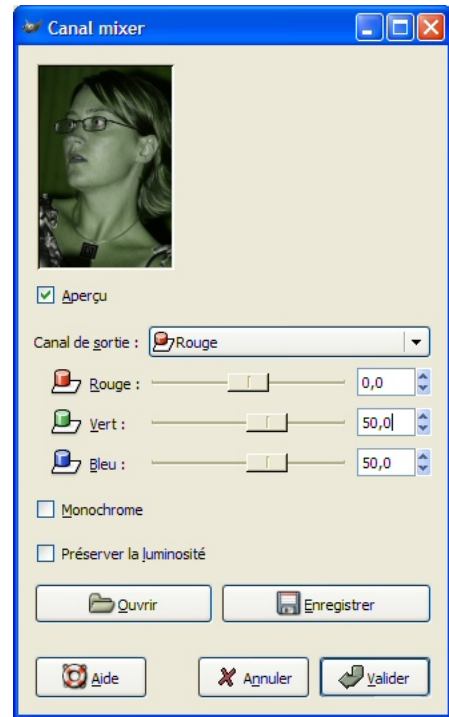 Canal mixer
Aperçu
Canal de sortie : Rouge
Rouge : 0,0
Vert : 50,0
Bleu : 50,0
Monochrome
Préserver la luminosité
Ouvrir Enregistrer
Aide Annuler Valider